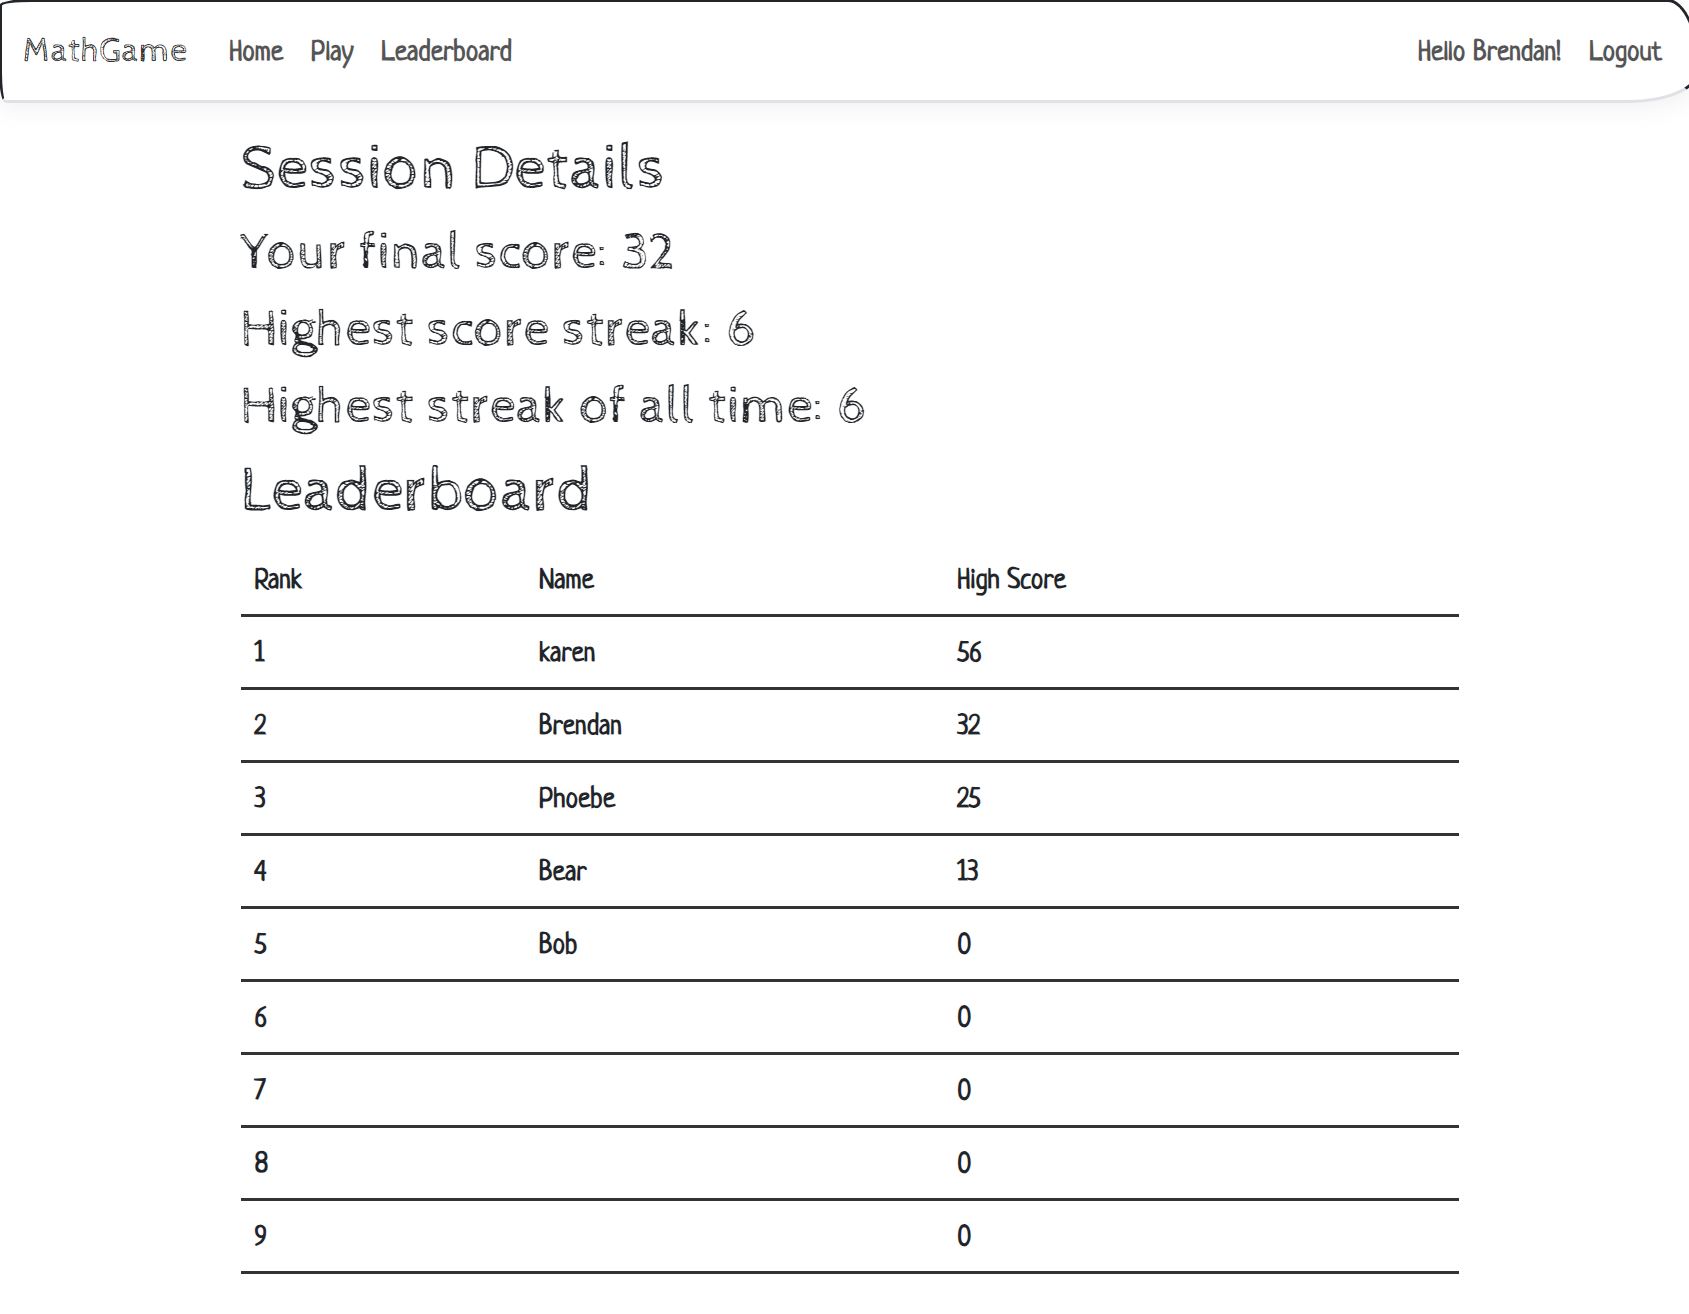 MathGame Home Play Leaderboard Hello Brendan! Logout
Session Details
Your final score: 32
Highest score streak: 6
Highest streak of all time: 6
Leaderboard
Rank Name High Score
1 karen 56
2 Brendan 32
3 Phoebe 25
4 Bear 13
5 Bob 0
6 0
7 0
8 0
9 0